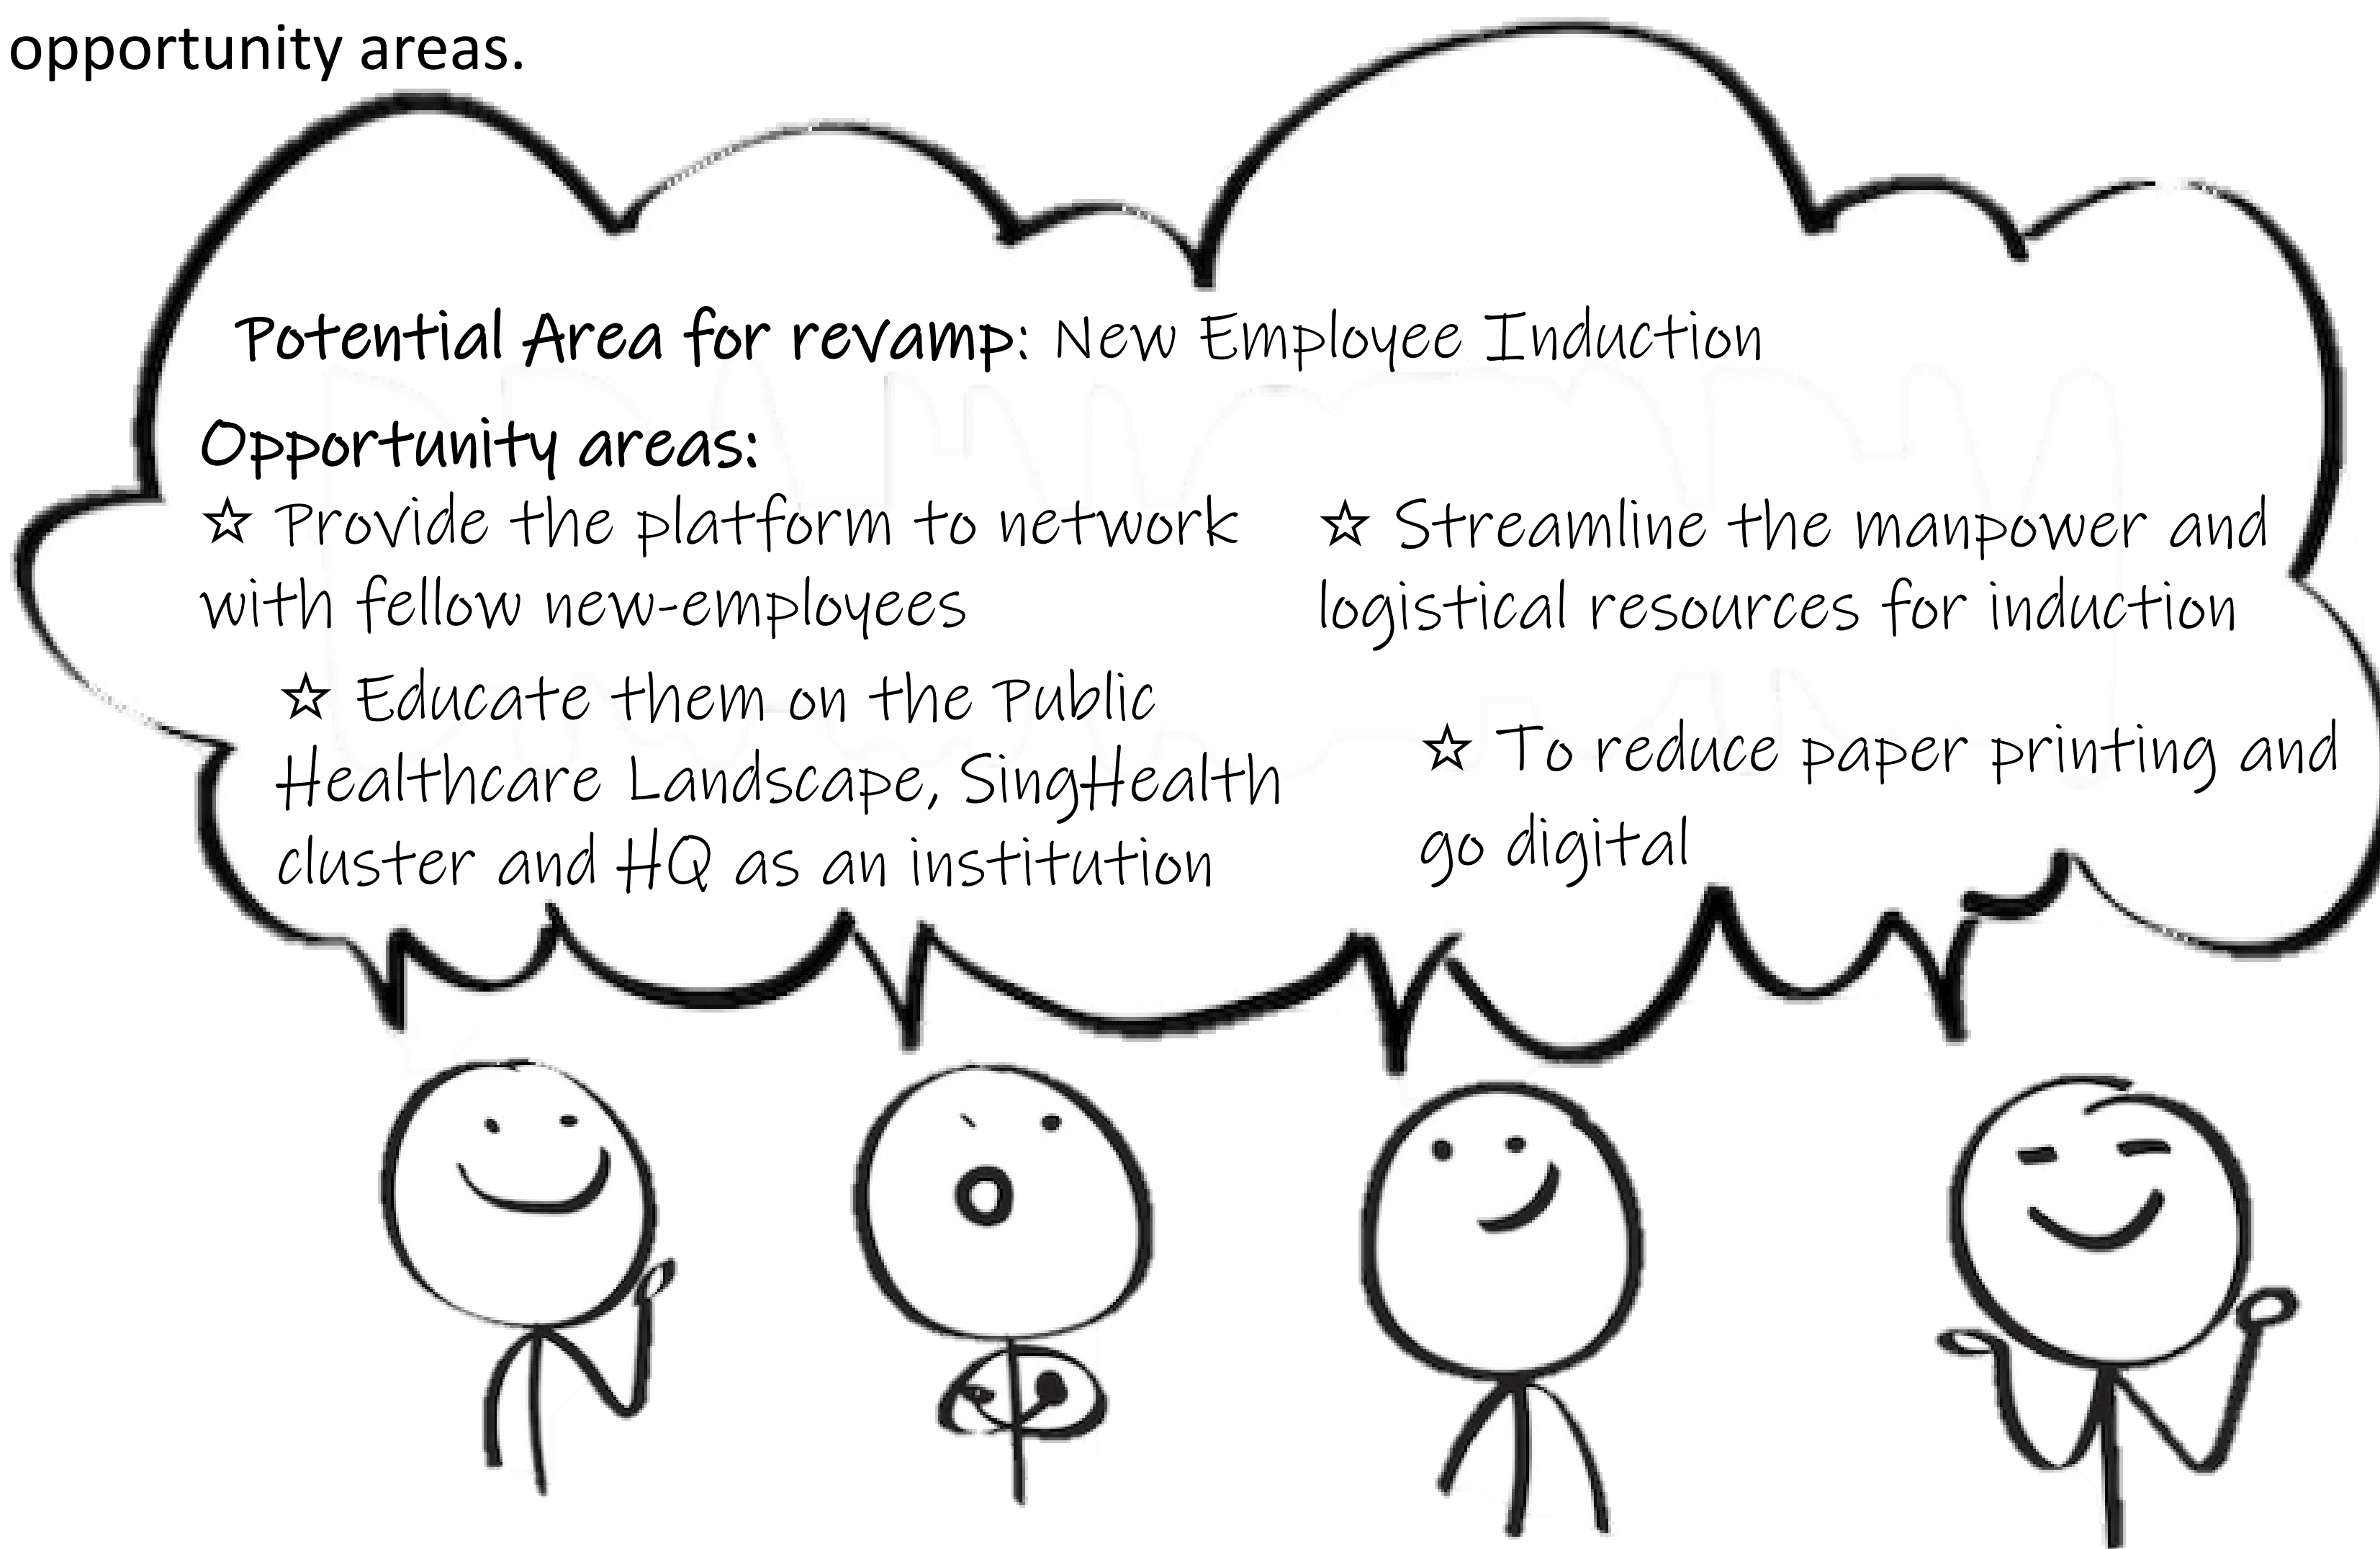 opportunity areas.
Potential Area for revamp: New Employee Induction
Opportunity areas:
☆ Provide the platform to network
with fellow new-employees
☆ Educate them on the Public
Healthcare Landscape, SingHealth
cluster and HQ as an institution
☆ Streamline the manpower and
logistical resources for induction
☆ To reduce paper printing and
go digital